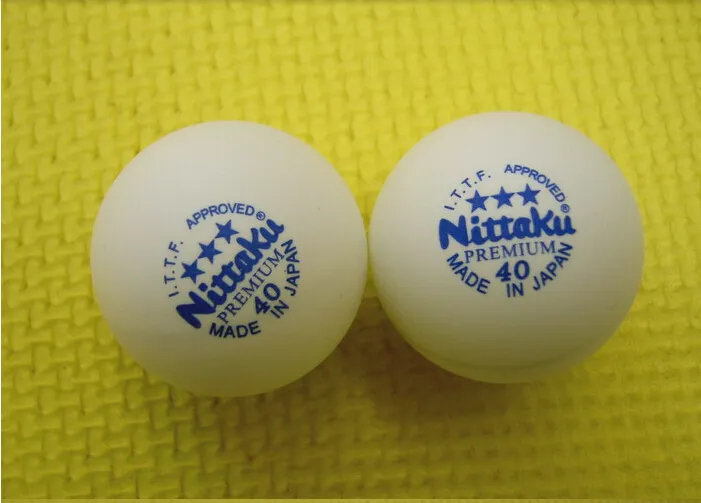 I.T.T.F. APPROVED
★★★
Nittaku®
PREMIUM
40
MADE IN JAPAN
I.T.T.F. APPROVED
★★★
Nittaku®
PREMIUM
40
MADE IN JAPAN